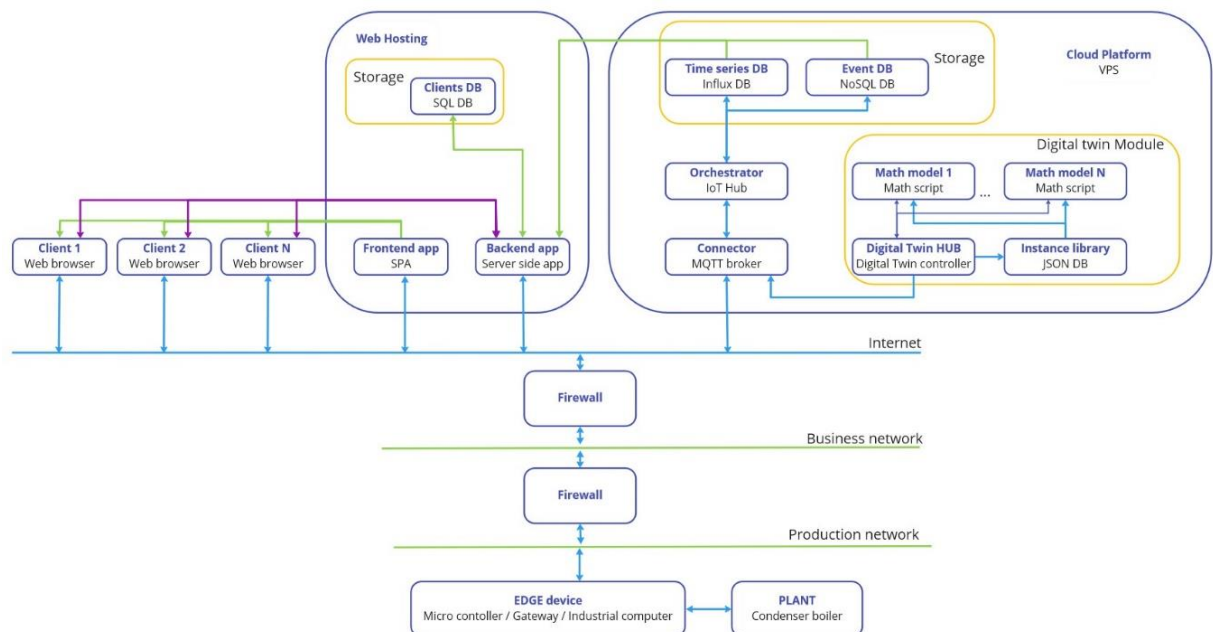 Web Hosting
Storage
Clients DB
SQL DB
Time series DB
Influx DB
Event DB
NoSQL DB
Storage
Cloud Platform
VPS
Orchestrator
IoT Hub
Digital twin Module
Math model 1
Math script
...
Math model N
Math script
Client 1
Web browser
Client 2
Web browser
Client N
Web browser
Frontend app
SPA
Backend app
Server side app
Connector
MQTT broker
Digital Twin HUB
Digital Twin controller
Instance library
JSON DB
Internet
Firewall
Business network
Firewall
Production network
EDGE device
Micro contoller / Gateway / Industrial computer
PLANT
Condenser boiler